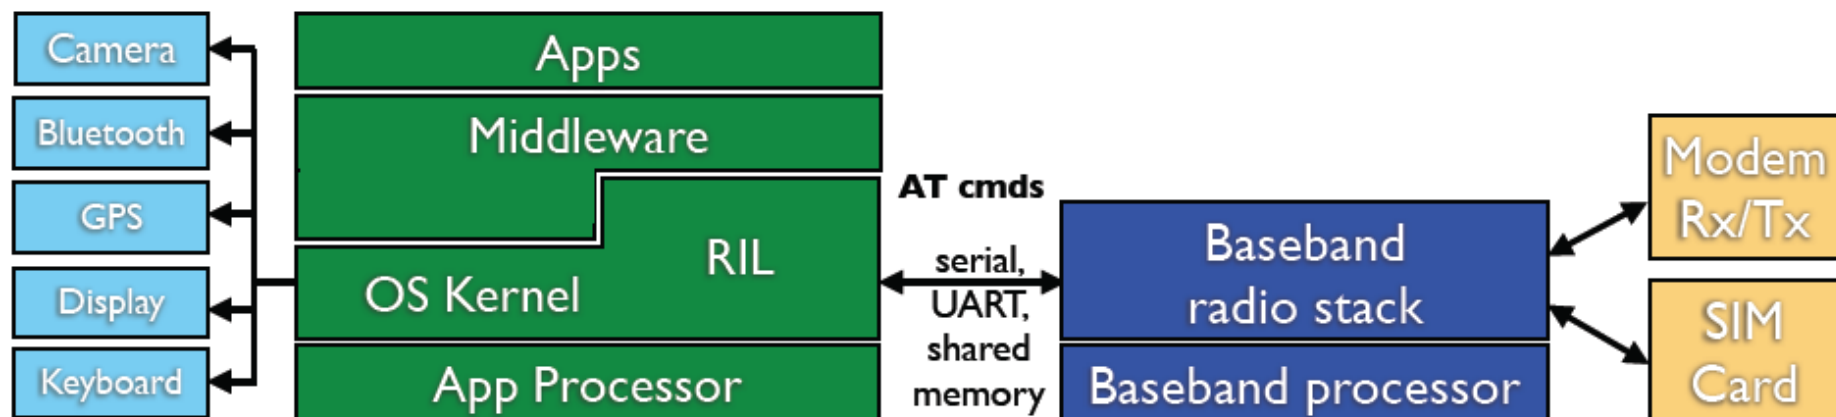 Camera
Bluetooth
GPS
Display
Keyboard
Apps
Middleware
RIL
OS Kernel
App Processor
AT cmds
serial,
UART,
shared
memory
Baseband
radio stack
Baseband processor
Modem
Rx/Tx
SIM
Card